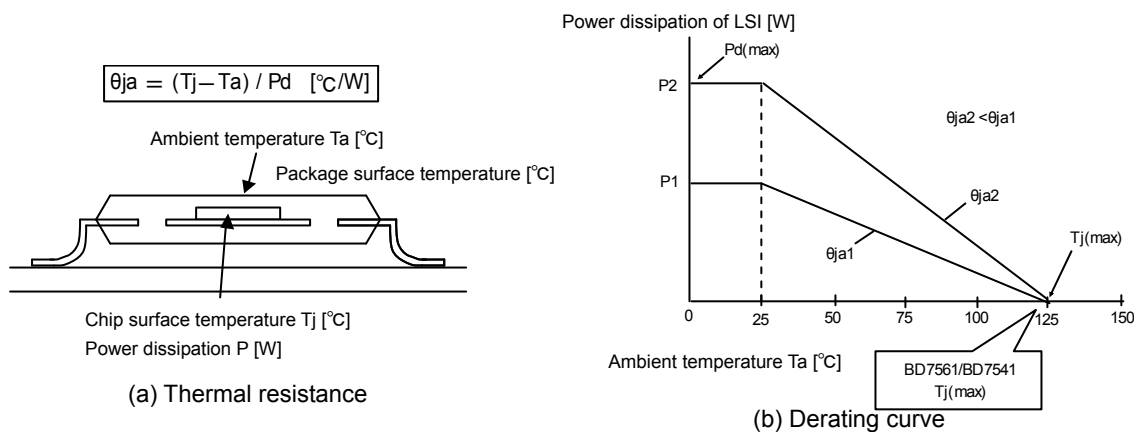 θja = (Tj－Ta) / Pd [℃/W]
Ambient temperature Ta [℃]
Package surface temperature [℃]
Chip surface temperature Tj [℃]
Power dissipation P [W]
(a) Thermal resistance
Power dissipation of LSI [W]
Pd(max)
P2
θja2 <θja1
P1
θja2
θja1
Tj(max)
0 25 50 75 100 125 150
Ambient temperature Ta [℃]
BD7561/BD7541
Tj(max)
(b) Derating curve